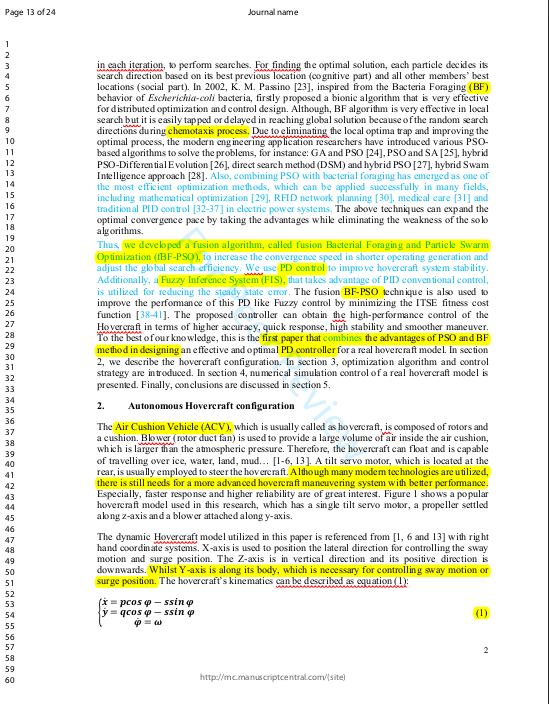 Page 13 of 24
Journal name
1
2
3
4
5
6
7
8
9
10
11
12
13
14
15
16
17
18
19
20
21
22
23
24
25
26
27
28
29
30
31
32
33
34
35
36
37
38
39
40
41
42
43
44
45
46
47
48
49
50
51
52
53
54
55
56
57
58
59
60
in each iteration, to perform searches. For finding the optimal solution, each particle decides its
search direction based on its best previous location (cognitive part) and all other members' best
locations (social part). In 2002, K. M. Passino [23], inspired from the Bacteria Foraging (BF)
behavior of Escherichia-coli bacteria, firstly proposed a bionic algorithm that is very effective
for distributed optimization and control design. Although, BF algorithm is very effective in local
search but it is easily tapped or delayed in reaching global solution because of the random search
directions during chemotaxis process. Due to eliminating the local optima trap and improving the
optimal process, the modern engineering application researchers have introduced various PSO-
based algorithms to solve the problems, for instance: GA and PSO [24], PSO and SA [25], hybrid
PSO-Differential Evolution [26], direct search method (DSM) and hybrid PSO [27], hybrid Swam
Intelligence approach [28]. Also, combining PSO with bacterial foraging has emerged as one of
the most efficient optimization methods, which can be applied successfully in many fields,
including mathematical optimization [29], RFID network planning [30], medical care [31] and
traditional PID control [32-37] in electric power systems. The above techniques can expand the
optimal convergence pace by taking the advantages while eliminating the weakness of the solo
algorithms.
Thus, we developed a fusion algorithm, called fusion Bacterial Foraging and Particle Swarm
Optimization (fBF-PSO), to increase the convergence speed in shorter operating generation and
adjust the global search efficiency. We use PD control to improve hovercraft system stability.
Additionally, a Fuzzy Inference System (FIS), that takes advantage of PID conventional control,
is utilized for reducing the steady state error. The fusion BF-PSO technique is also used to
improve the performance of this PD like Fuzzy control by minimizing the ITSE fitness cost
function [38-41]. The proposed controller can obtain the high-performance control of the
Hovercraft in terms of higher accuracy, quick response, high stability and smoother maneuver.
To the best of our knowledge, this is the first paper that combines the advantages of PSO and BF
method in designing an effective and optimal PD controller for a real hovercraft model. In section
2, we describe the hovercraft configuration. In section 3, optimization algorithm and control
strategy are introduced. In section 4, numerical simulation control of a real hovercraft model is
presented. Finally, conclusions are discussed in section 5.
2. Autonomous Hovercraft configuration
The Air Cushion Vehicle (ACV), which is usually called as hovercraft, is composed of rotors and
a cushion. Blower (rotor duct fan) is used to provide a large volume of air inside the air cushion,
which is larger than the atmospheric pressure. Therefore, the hovercraft can float and is capable
of travelling over ice, water, land, mud… [1-6, 13]. A tilt servo motor, which is located at the
rear, is usually employed to steer the hovercraft. Although many modern technologies are utilized,
there is still needs for a more advanced hovercraft maneuvering system with better performance.
Especially, faster response and higher reliability are of great interest. Figure 1 shows a popular
hovercraft model used in this research, which has a single tilt servo motor, a propeller settled
along z-axis and a blower attached along y-axis.
The dynamic Hovercraft model utilized in this paper is referenced from [1, 6 and 13] with right
hand coordinate systems. X-axis is used to position the lateral direction for controlling the sway
motion and surge position. The Z-axis is in vertical direction and its positive direction is
downwards. Whilst Y-axis is along its body, which is necessary for controlling sway motion or
surge position. The hovercraft's kinematics can be described as equation (1):
ẋ = pcos φ − ssin φ
ẏ = qcos φ − ssin φ (1)
φ̇ = ω
2
http://mc.manuscriptcentral.com/(site)